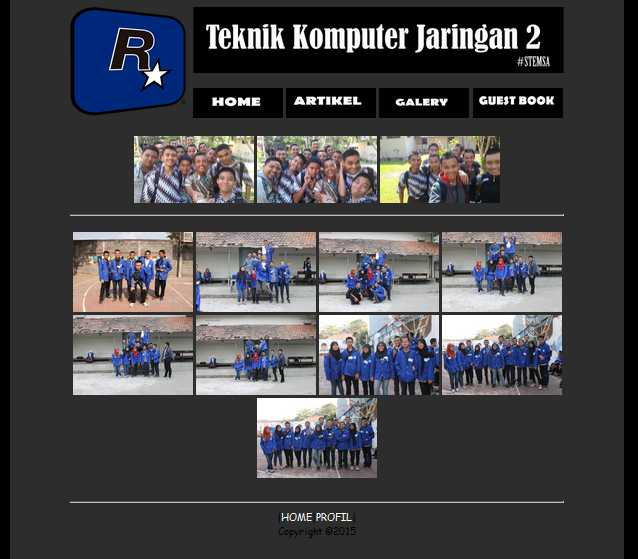 R
Teknik Komputer Jaringan 2
#STEMSA
HOME
ARTIKEL
GALERY
GUEST BOOK
| HOME PROFIL |
Copyright ©2015